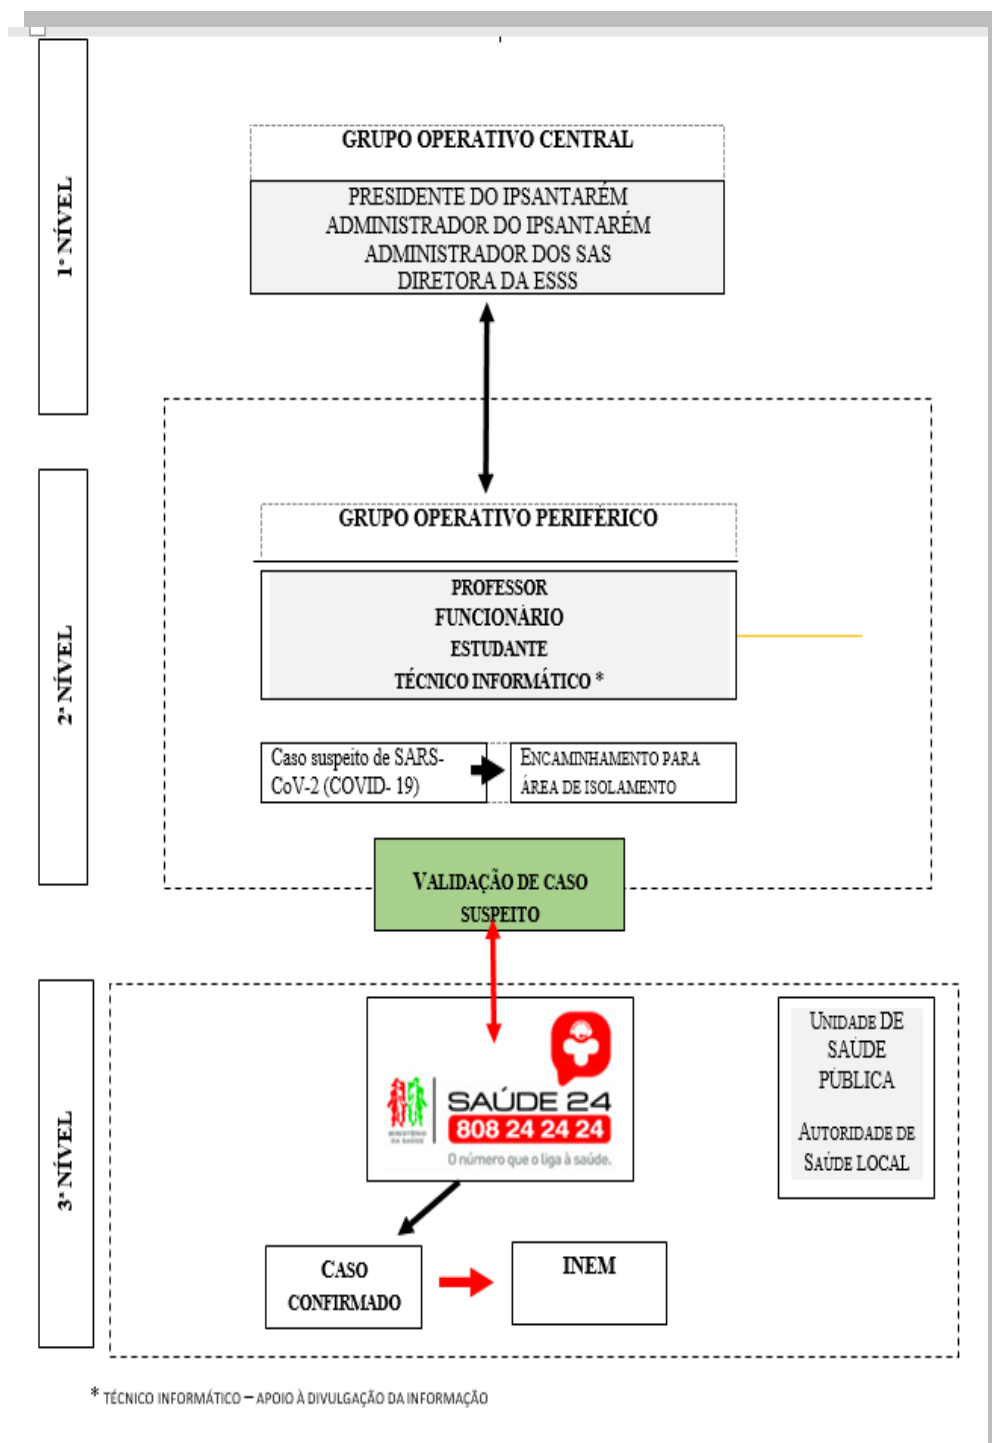 1º NÍVEL
GRUPO OPERATIVO CENTRAL
PRESIDENTE DO IPSANTARÉM
ADMINISTRADOR DO IPSANTARÉM
ADMINISTRADOR DOS SAS
DIRETORA DA ESSS
2º NÍVEL
GRUPO OPERATIVO PERIFÉRICO
PROFESSOR
FUNCIONÁRIO
ESTUDANTE
TÉCNICO INFORMÁTICO *
Caso suspeito de SARS-
CoV-2 (COVID- 19)
ENCAMINHAMENTO PARA
ÁREA DE ISOLAMENTO
VALIDAÇÃO DE CASO
SUSPEITO
3º NÍVEL
MINISTÉRIO
DA SAÚDE
SAÚDE 24
808 24 24 24
O número que o liga à saúde.
UNIDADE DE
SAÚDE
PÚBLICA
AUTORIDADE DE
SAÚDE LOCAL
CASO
CONFIRMADO
INEM
* TÉCNICO INFORMÁTICO – APOIO À DIVULGAÇÃO DA INFORMAÇÃO